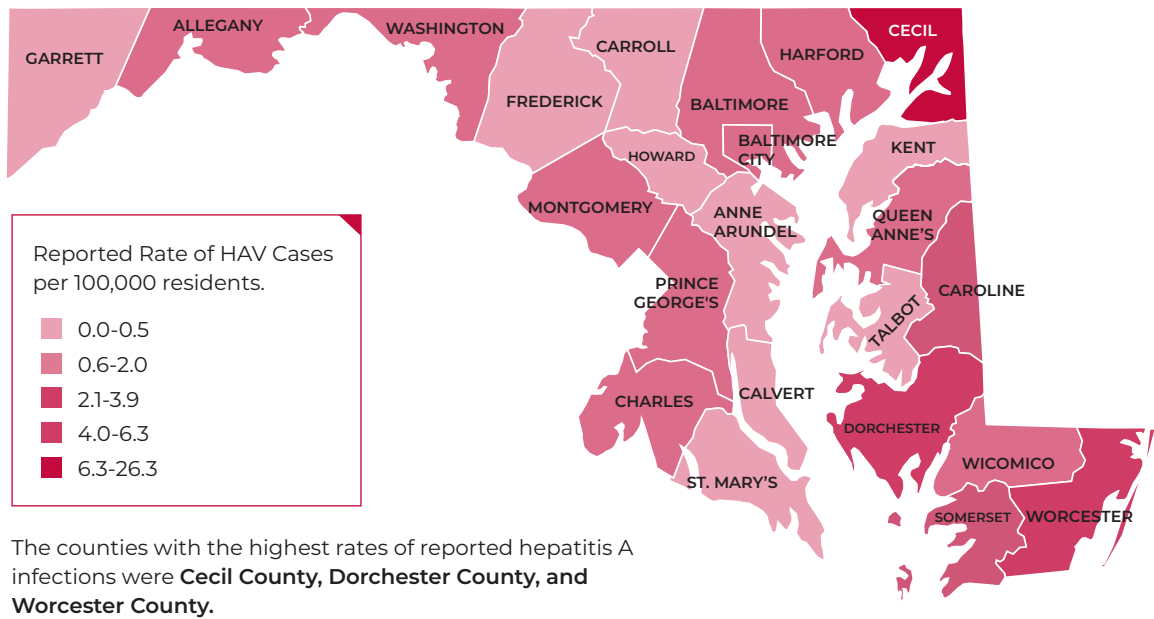 ALLEGANY
WASHINGTON
CECIL
GARRETT
CARROLL
HARFORD
FREDERICK
BALTIMORE
BALTIMORE
CITY
HOWARD
KENT
MONTGOMERY
ANNE
ARUNDEL
QUEEN
ANNE’S
PRINCE
GEORGE'S
CAROLINE
TALBOT
CHARLES
CALVERT
DORCHESTER
WICOMICO
ST. MARY’S
SOMERSET
WORCESTER
Reported Rate of HAV Cases
per 100,000 residents.
0.0-0.5
0.6-2.0
2.1-3.9
4.0-6.3
6.3-26.3
The counties with the highest rates of reported hepatitis A
infections were Cecil County, Dorchester County, and
Worcester County.